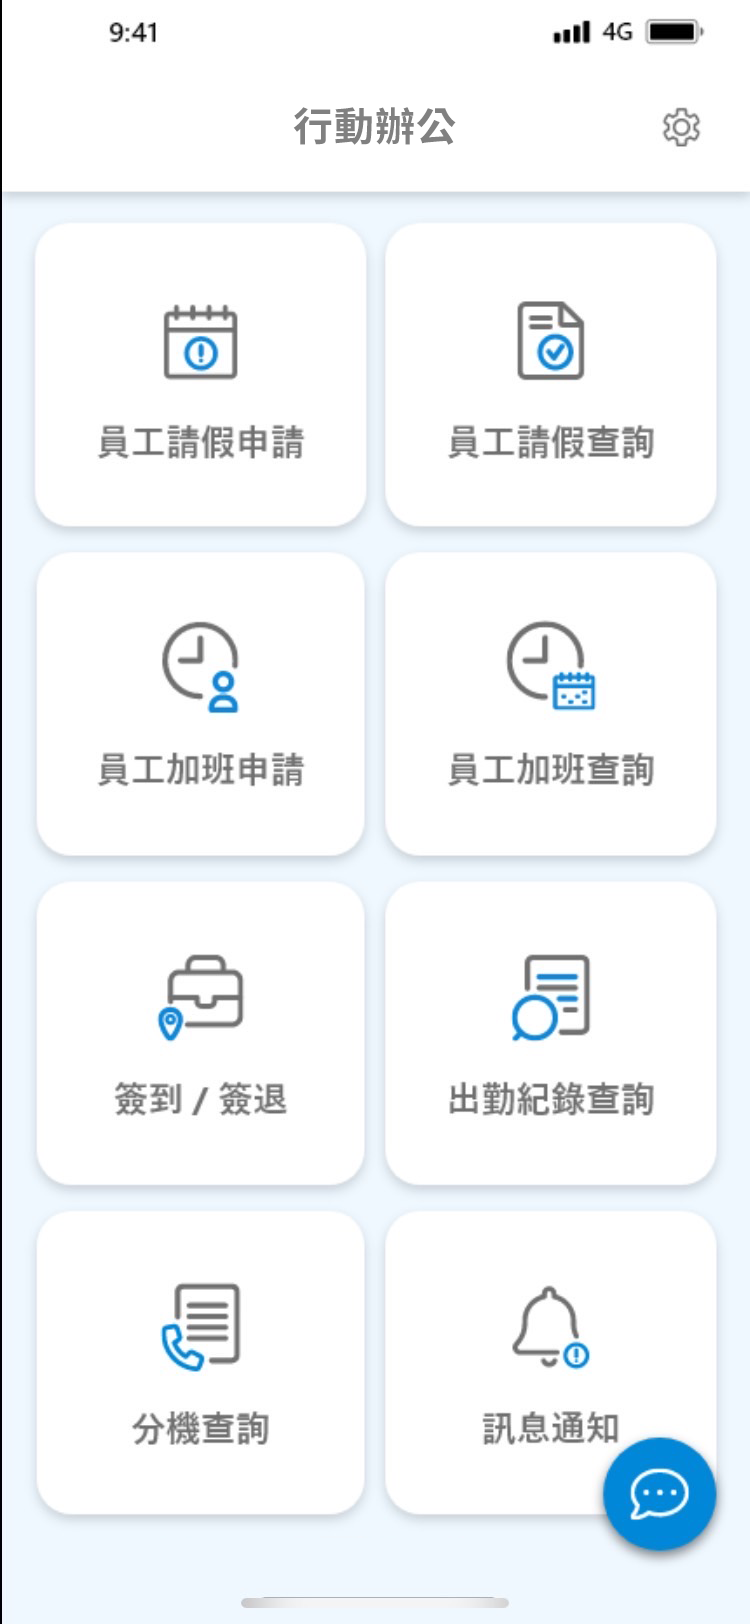 9:41
4G
行動辦公
員工請假申請
員工請假查詢
員工加班申請
員工加班查詢
簽到 / 簽退
出勤紀錄查詢
分機查詢
訊息通知